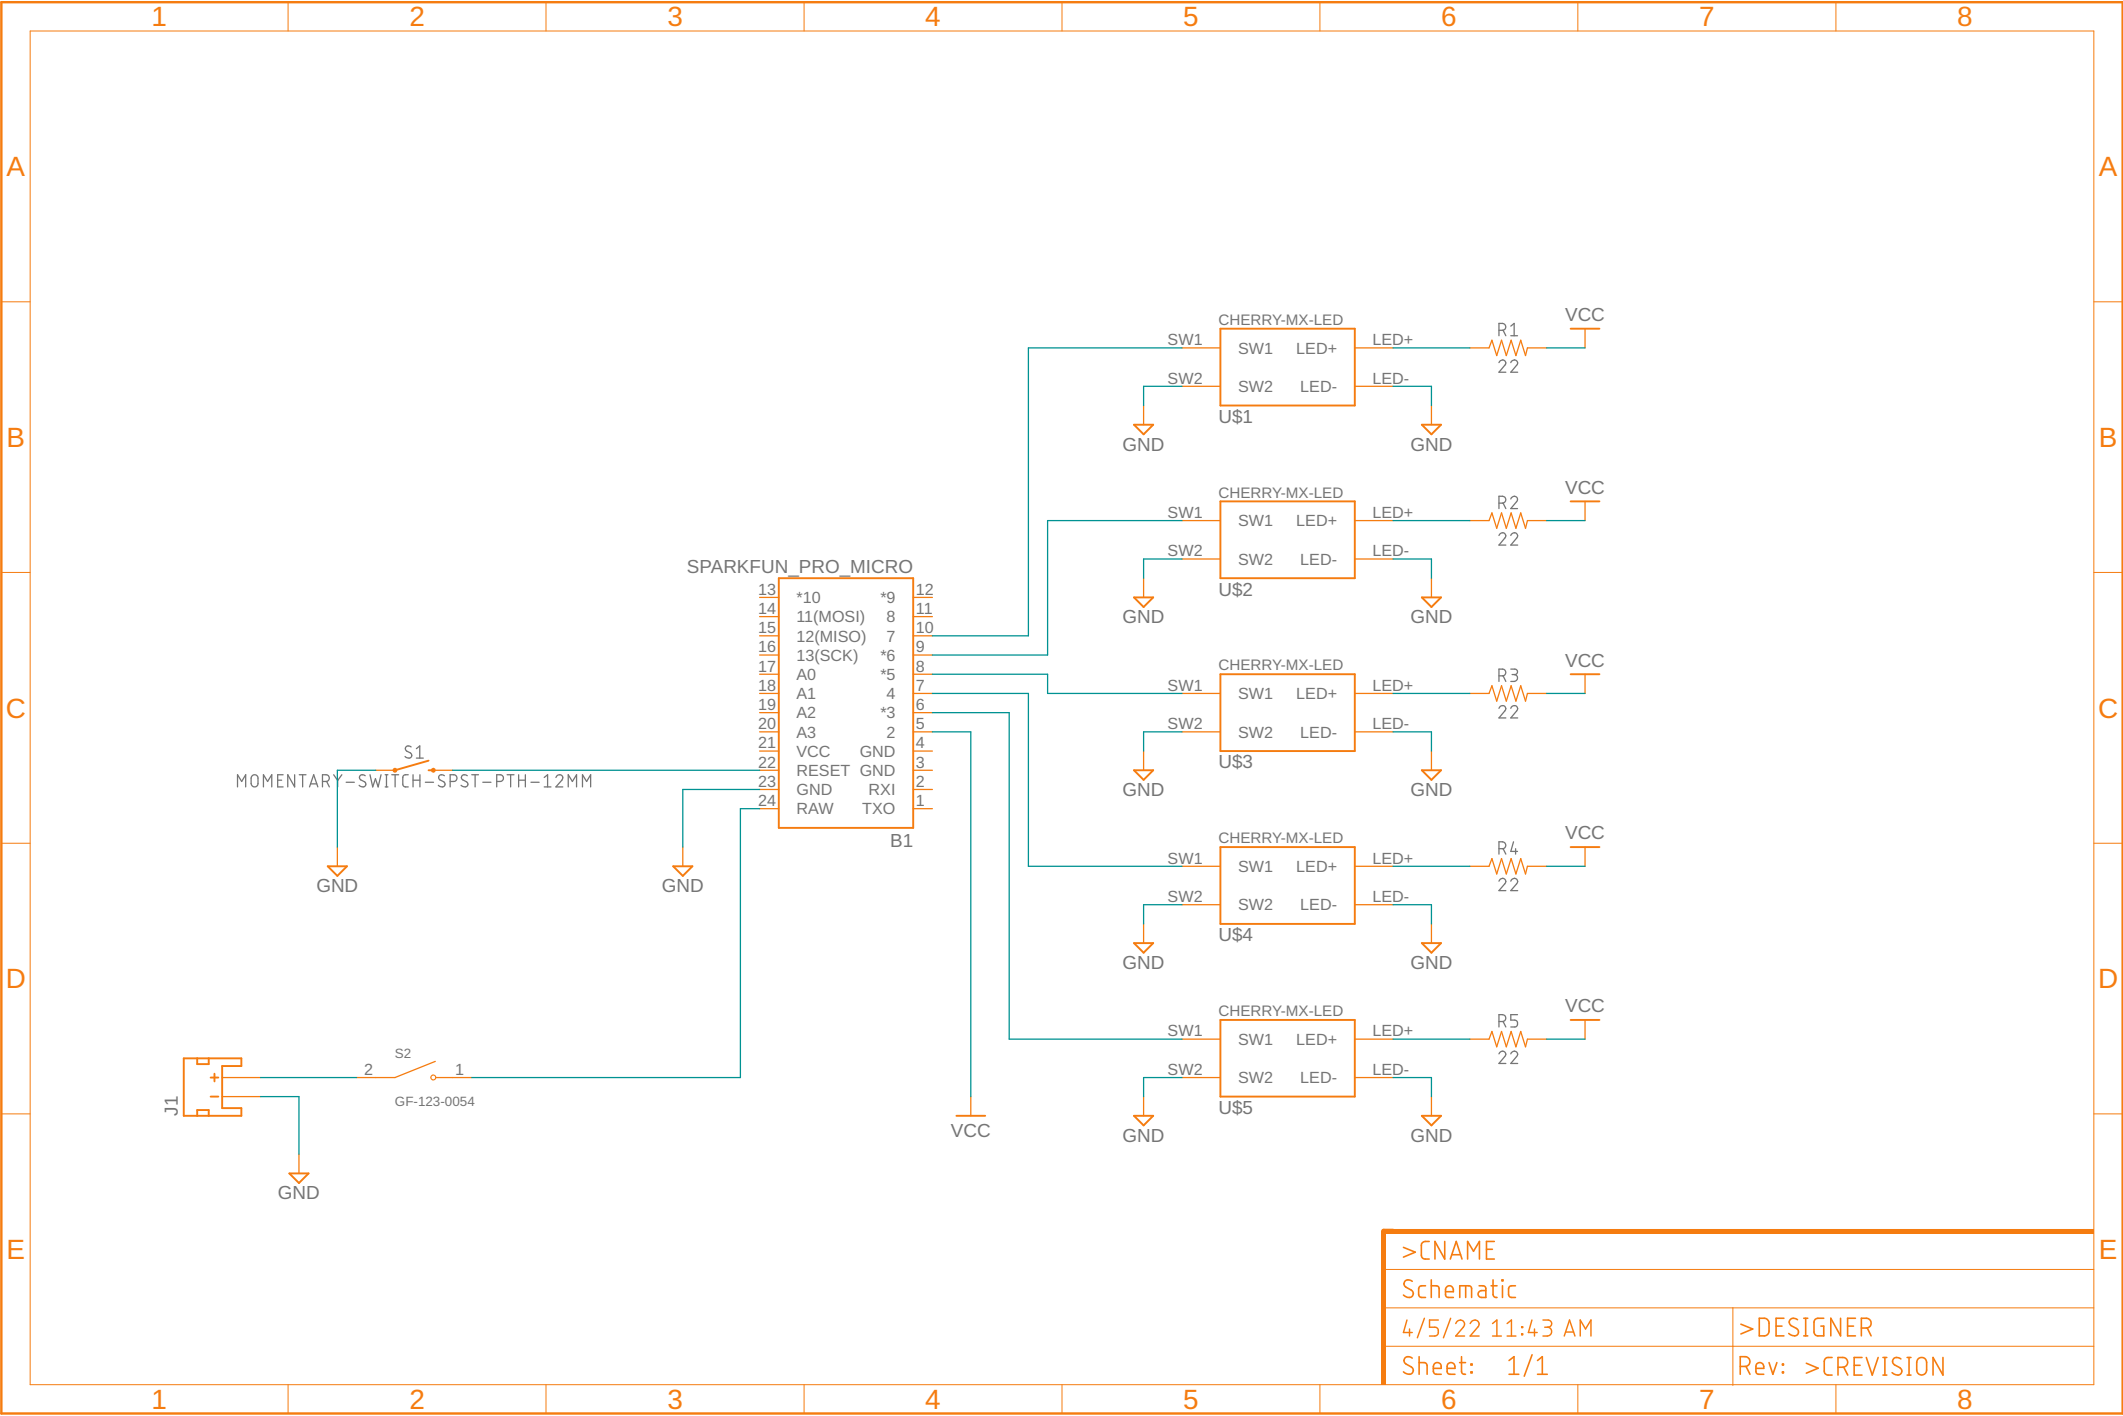 1 2 3 4 5 6 7 8
A A
B B
C C
D D
E E
CHERRY-MX-LED
SW1 SW1 LED+ LED+ R1 22 VCC
SW2 SW2 LED- LED-
U$1
GND GND
CHERRY-MX-LED
SW1 SW1 LED+ LED+ R2 22 VCC
SW2 SW2 LED- LED-
U$2
GND GND
CHERRY-MX-LED
SW1 SW1 LED+ LED+ R3 22 VCC
SW2 SW2 LED- LED-
U$3
GND GND
CHERRY-MX-LED
SW1 SW1 LED+ LED+ R4 22 VCC
SW2 SW2 LED- LED-
U$4
GND GND
CHERRY-MX-LED
SW1 SW1 LED+ LED+ R5 22 VCC
SW2 SW2 LED- LED-
U$5
GND GND
SPARKFUN_PRO_MICRO
13 *10 *9 12
14 11(MOSI) 8 11
15 12(MISO) 7 10
16 13(SCK) *6 9
17 A0 *5 8
18 A1 4 7
19 A2 *3 6
20 A3 2 5
21 VCC GND 4
22 RESET GND 3
23 GND RXI 2
24 RAW TXO 1
B1
S1
MOMENTARY-SWITCH-SPST-PTH-12MM
GND
GND
S2
2 1
GF-123-0054
J1
+
-
GND
VCC
>CNAME
Schematic
4/5/22 11:43 AM >DESIGNER
Sheet: 1/1 Rev: >CREVISION
1 2 3 4 5 6 7 8